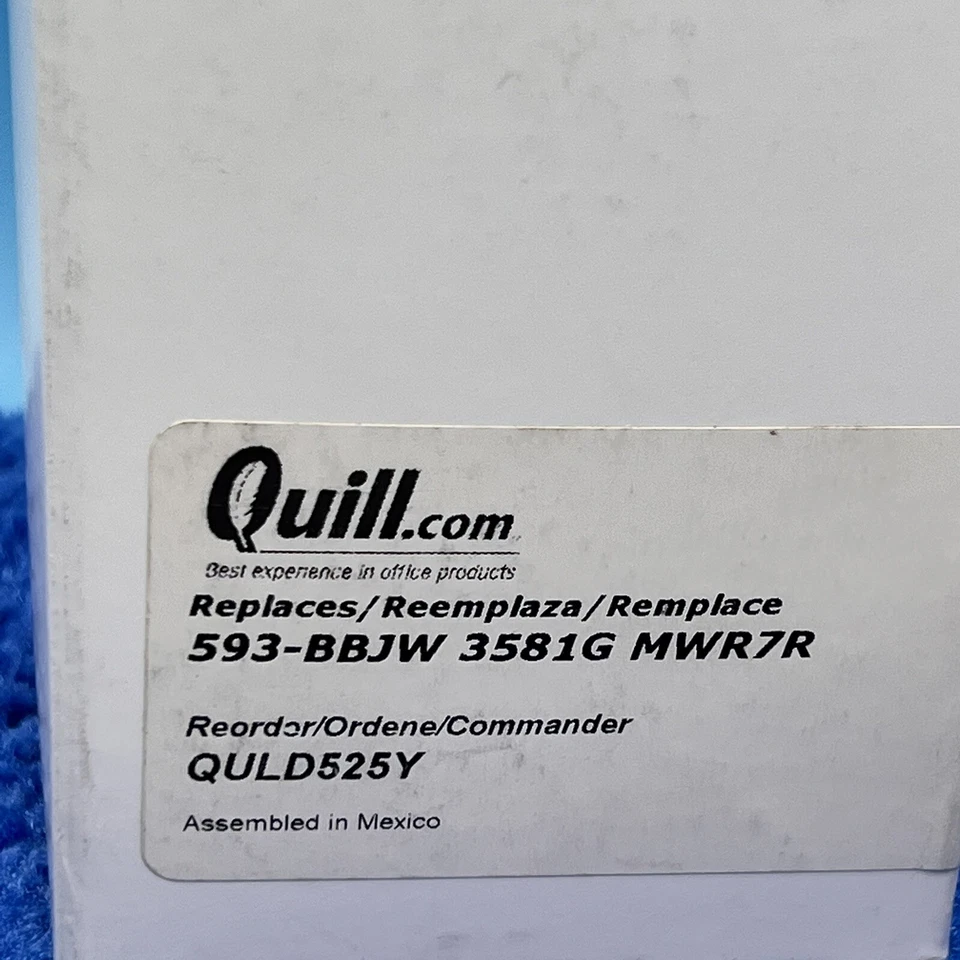 Quill.com
Best experience in office products
Replaces/Reemplaza/Remplace
593-BBJW 3581G MWR7R
Reorder/Ordene/Commander
QULD525Y
Assembled in Mexico